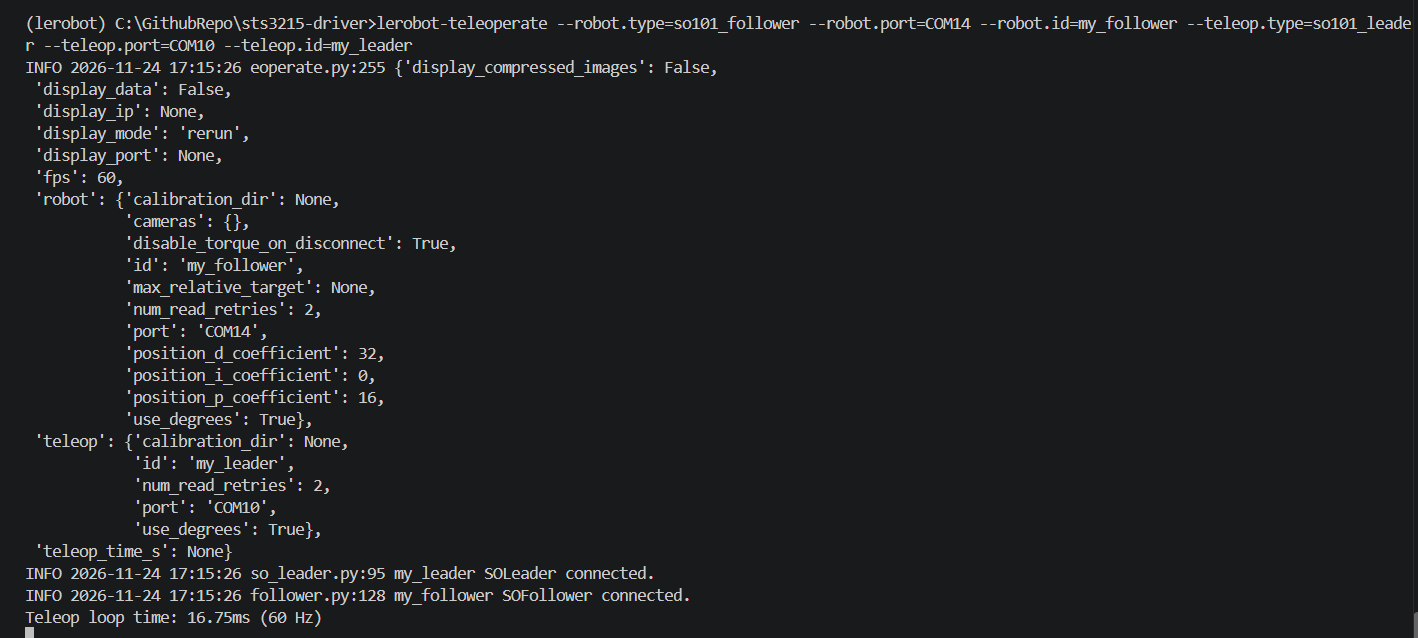 (lerobot) C:\GithubRepo\sts3215-driver>lerobot-teleoperate --robot.type=so101_follower --robot.port=COM14 --robot.id=my_follower --teleop.type=so101_leade
r --teleop.port=COM10 --teleop.id=my_leader
INFO 2026-11-24 17:15:26 eoperate.py:255 {'display_compressed_images': False,
 'display_data': False,
 'display_ip': None,
 'display_mode': 'rerun',
 'display_port': None,
 'fps': 60,
 'robot': {'calibration_dir': None,
           'cameras': {},
           'disable_torque_on_disconnect': True,
           'id': 'my_follower',
           'max_relative_target': None,
           'num_read_retries': 2,
           'port': 'COM14',
           'position_d_coefficient': 32,
           'position_i_coefficient': 0,
           'position_p_coefficient': 16,
           'use_degrees': True},
 'teleop': {'calibration_dir': None,
            'id': 'my_leader',
            'num_read_retries': 2,
            'port': 'COM10',
            'use_degrees': True},
 'teleop_time_s': None}
INFO 2026-11-24 17:15:26 so_leader.py:95 my_leader SOLeader connected.
INFO 2026-11-24 17:15:26 follower.py:128 my_follower SOFollower connected.
Teleop loop time: 16.75ms (60 Hz)